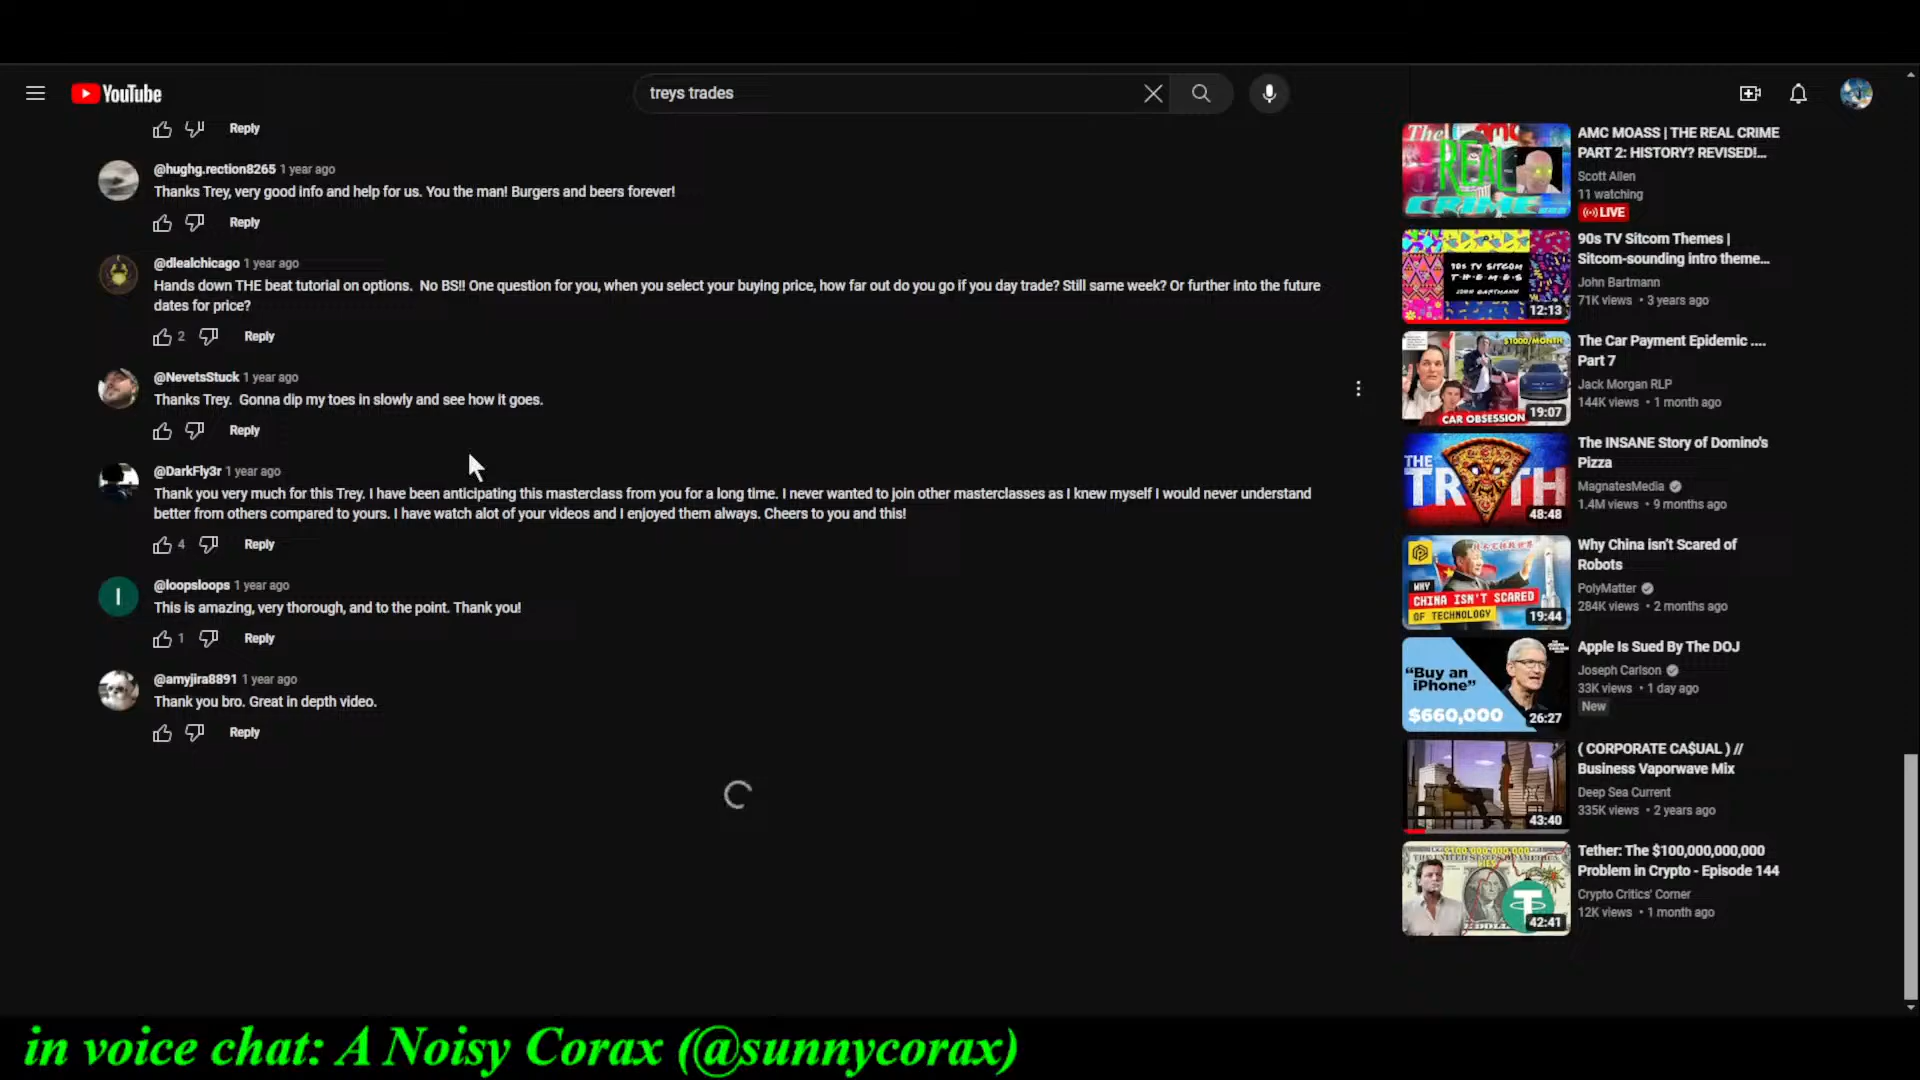 YouTube
treys trades
Reply
@hughg.rection8265 1 year ago
Thanks Trey, very good info and help for us. You the man! Burgers and beers forever!
Reply
@dlealchicago 1 year ago
Hands down THE beat tutorial on options.  No BS!! One question for you, when you select your buying price, how far out do you go if you day trade? Still same week? Or further into the future
dates for price?
2 Reply
@NevetsStuck 1 year ago
Thanks Trey.  Gonna dip my toes in slowly and see how it goes.
Reply
@DarkFly3r 1 year ago
Thank you very much for this Trey. I have been anticipating this masterclass from you for a long time. I never wanted to join other masterclasses as I knew myself I would never understand
better from others compared to yours. I have watch alot of your videos and I enjoyed them always. Cheers to you and this!
4 Reply
@loopsloops 1 year ago
This is amazing, very thorough, and to the point. Thank you!
1 Reply
@amyjira8891 1 year ago
Thank you bro. Great in depth video.
Reply
The
REAL
CRIME
AMC MOASS | THE REAL CRIME
PART 2: HISTORY? REVISED!...
Scott Allen
11 watching
LIVE
90S TV SITCOM
T-H-E-M-E-S
JOHN BARTMANN
12:13
90s TV Sitcom Themes |
Sitcom-sounding intro theme...
John Bartmann
71K views • 3 years ago
$1000/MONTH
CAR OBSESSION
19:07
The Car Payment Epidemic ....
Part 7
Jack Morgan RLP
144K views • 1 month ago
THE
TRUTH
48:48
The INSANE Story of Domino's
Pizza
MagnatesMedia
1.4M views • 9 months ago
WHY
CHINA ISN'T SCARED
OF TECHNOLOGY
19:44
Why China isn't Scared of
Robots
PolyMatter
284K views • 2 months ago
"Buy an
iPhone"
$660,000
26:27
Apple Is Sued By The DOJ
Joseph Carlson
33K views • 1 day ago
New
43:40
( CORPORATE CA$UAL ) //
Business Vaporwave Mix
Deep Sea Current
335K views • 2 years ago
42:41
Tether: The $100,000,000,000
Problem in Crypto - Episode 144
Crypto Critics' Corner
12K views • 1 month ago
in voice chat: A Noisy Corax (@sunnycorax)